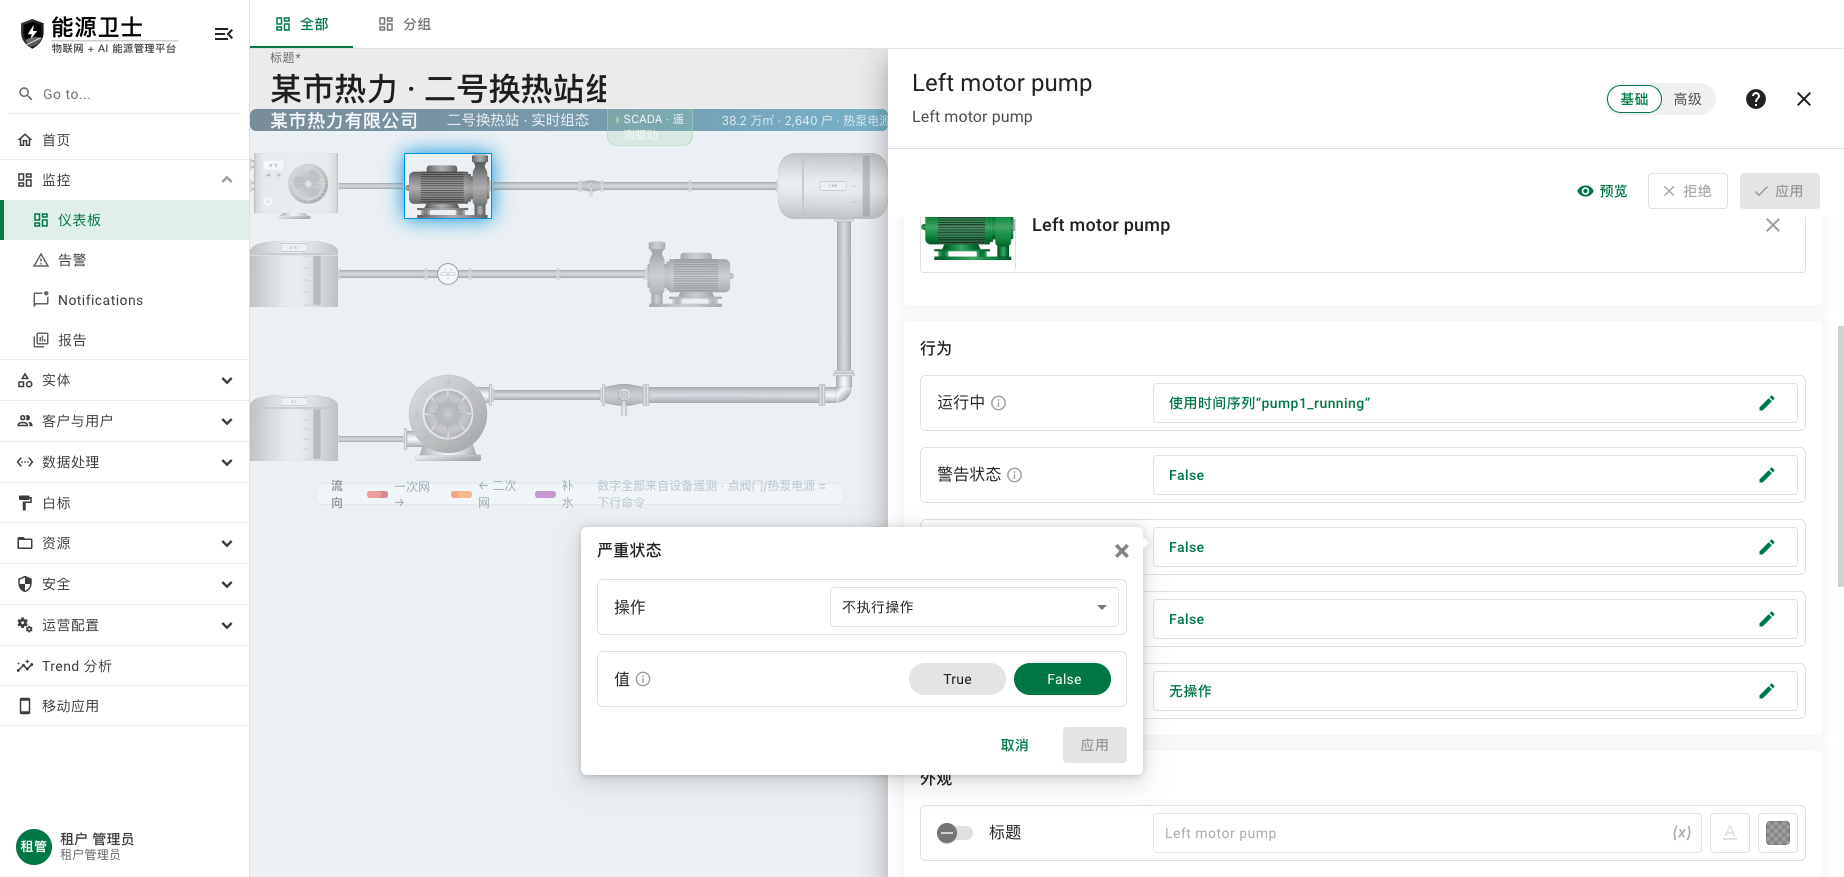 能源卫士
物联网 + AI 能源管理平台
Go to...
首页
监控
仪表板
告警
Notifications
报告
实体
客户与用户
数据处理
白标
资源
安全
运营配置
Trend 分析
移动应用
租管
租户 管理员
租户管理员
全部
分组
标题*
某市热力 · 二号换热站组
某市热力有限公司
二号换热站 · 实时组态
SCADA · 遥
测驱动
38.2 万㎡ · 2,640 户 · 热泵电源
流向
一次网 →
← 二次网
补水
数字全部来自设备遥测 · 点阀门/热泵电源 =
下行命令
Left motor pump
Left motor pump
基础
高级
预览
拒绝
应用
Left motor pump
行为
运行中
使用时间序列“pump1_running”
警告状态
False
False
False
无操作
严重状态
操作
不执行操作
值
True
False
取消
应用
外观
标题
Left motor pump
(x)
A